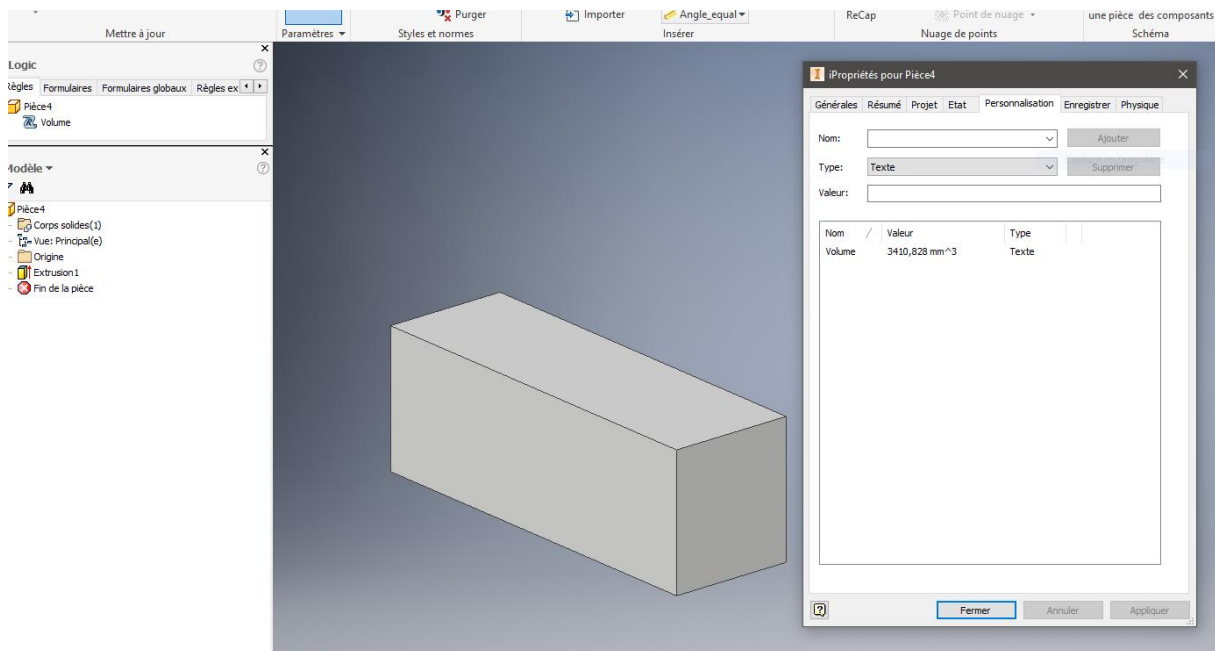 Purger
Importer
Angle_equal
ReCap
Point de nuage
une pièce des composants
Mettre à jour
Paramètres
Styles et normes
Insérer
Nuage de points
Schéma
Logic
Règles Formulaires Formulaires globaux Règles ex
Pièce4
Volume
Modèle
Pièce4
Corps solides(1)
Vue: Principal(e)
Origine
Extrusion1
Fin de la pièce
iPropriétés pour Pièce4
Générales Résumé Projet Etat Personnalisation Enregistrer Physique
Nom:
Ajouter
Type: Texte
Supprimer
Valeur:
Nom / Valeur Type
Volume 3410,828 mm^3 Texte
Fermer Annuler Appliquer